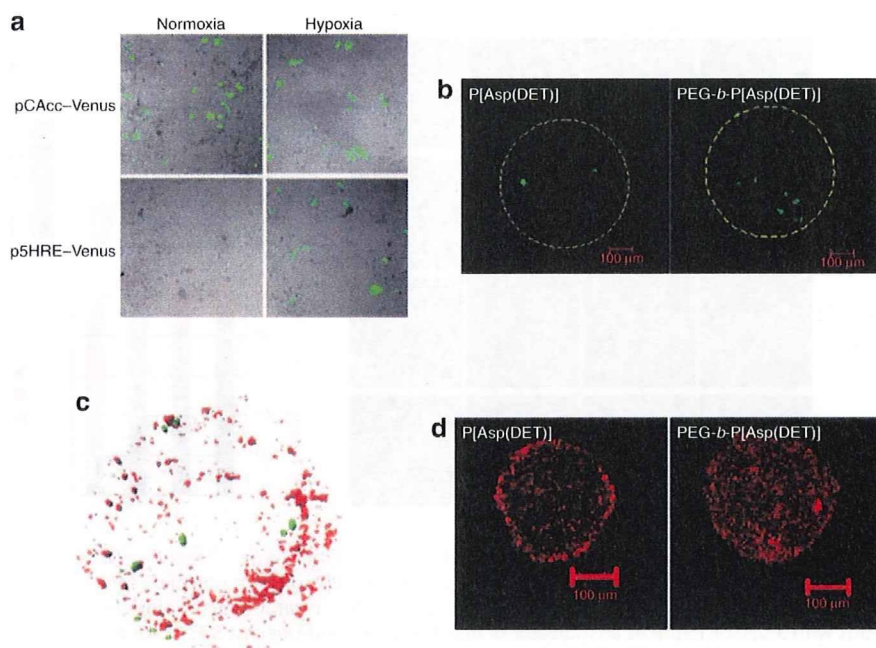 a
Normoxia Hypoxia
pCAcc–Venus
p5HRE–Venus
b
P[Asp(DET)]
100 µm
PEG-b-P[Asp(DET)]
100 µm
c
d
P[Asp(DET)]
100 µm
PEG-b-P[Asp(DET)]
100 µm